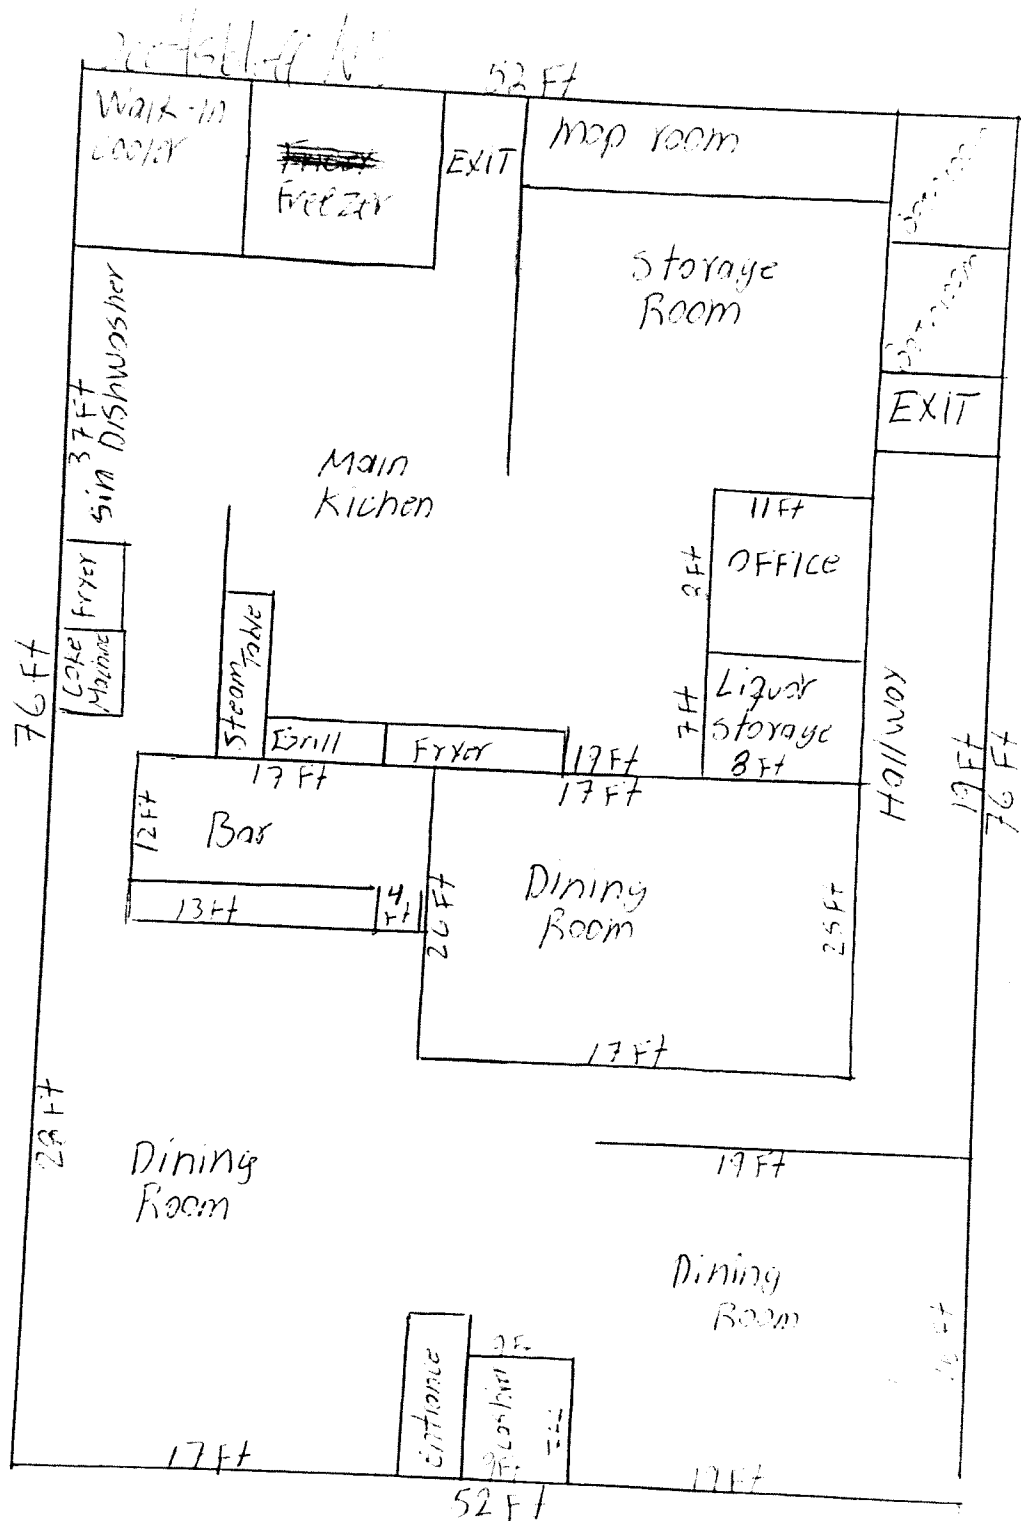 52 Ft
Walk-in
cooler
Freezer
EXIT
Mop room
Storage
Room
EXIT
37 Ft
Sin Dishwasher
Main
Kichen
11 Ft
OFFICE
Fryer
Coke
Machine
76 Ft
Steam Table
Grill
Fryer
19 Ft
7 Ft
Liquor
Storage
8 Ft
Hallway
19 Ft
76 Ft
17 Ft
17 Ft
12 Ft
Bar
13 Ft
4
Ft
Dining
Room
17 Ft
28 Ft
Dining
Room
19 Ft
Dining
Room
Entrance
9 Ft
17 Ft
52 Ft